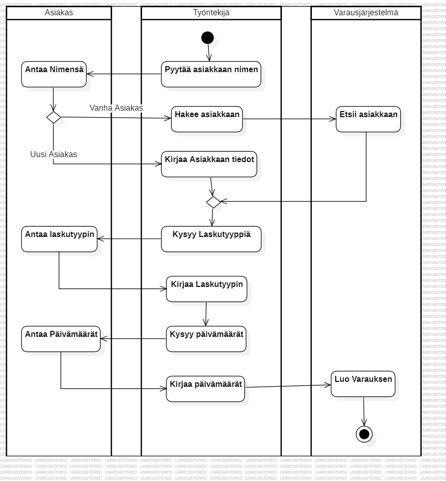 Asiakas
Työntekijä
Varausjärjestelmä
Antaa Nimensä
Pyytää asiakkaan nimen
Vanha Asiakas
Hakee asiakkaan
Etsii asiakkaan
Uusi Asiakas
Kirjaa Asiakkaan tiedot
Antaa laskutyypin
Kysyy Laskutyyppiä
Kirjaa Laskutyypin
Antaa Päivämäärät
Kysyy päivämäärät
Kirjaa päivämäärät
Luo Varauksen
UNREGISTERED